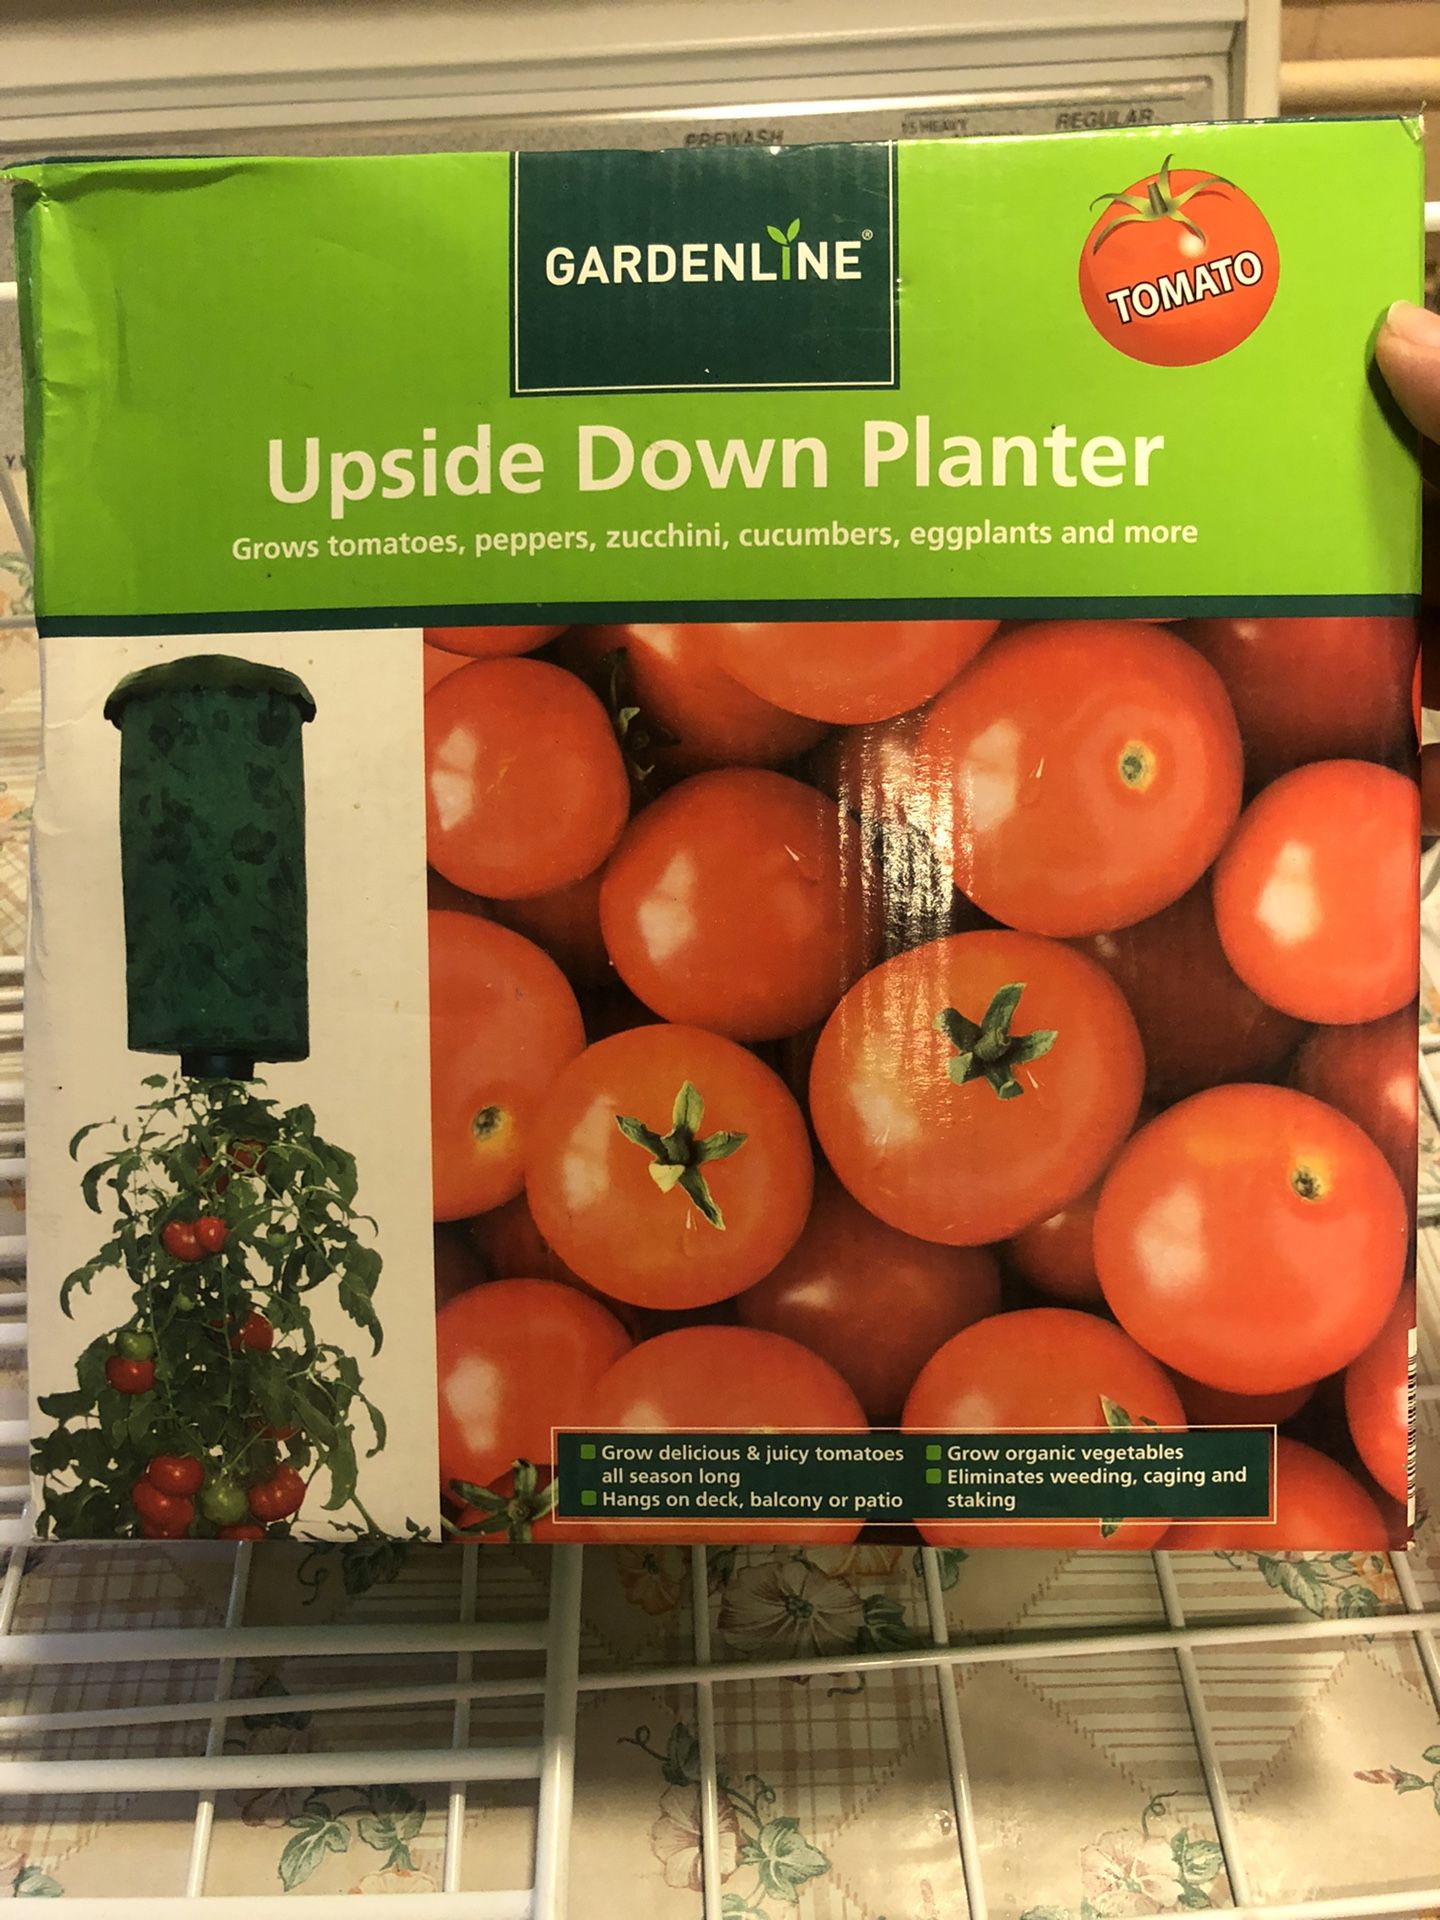 PREWASH
REGULAR
GARDENLINE®
TOMATO
Upside Down Planter
Grows tomatoes, peppers, zucchini, cucumbers, eggplants and more
Grow delicious & juicy tomatoes
all season long
Hangs on deck, balcony or patio
Grow organic vegetables
Eliminates weeding, caging and
staking